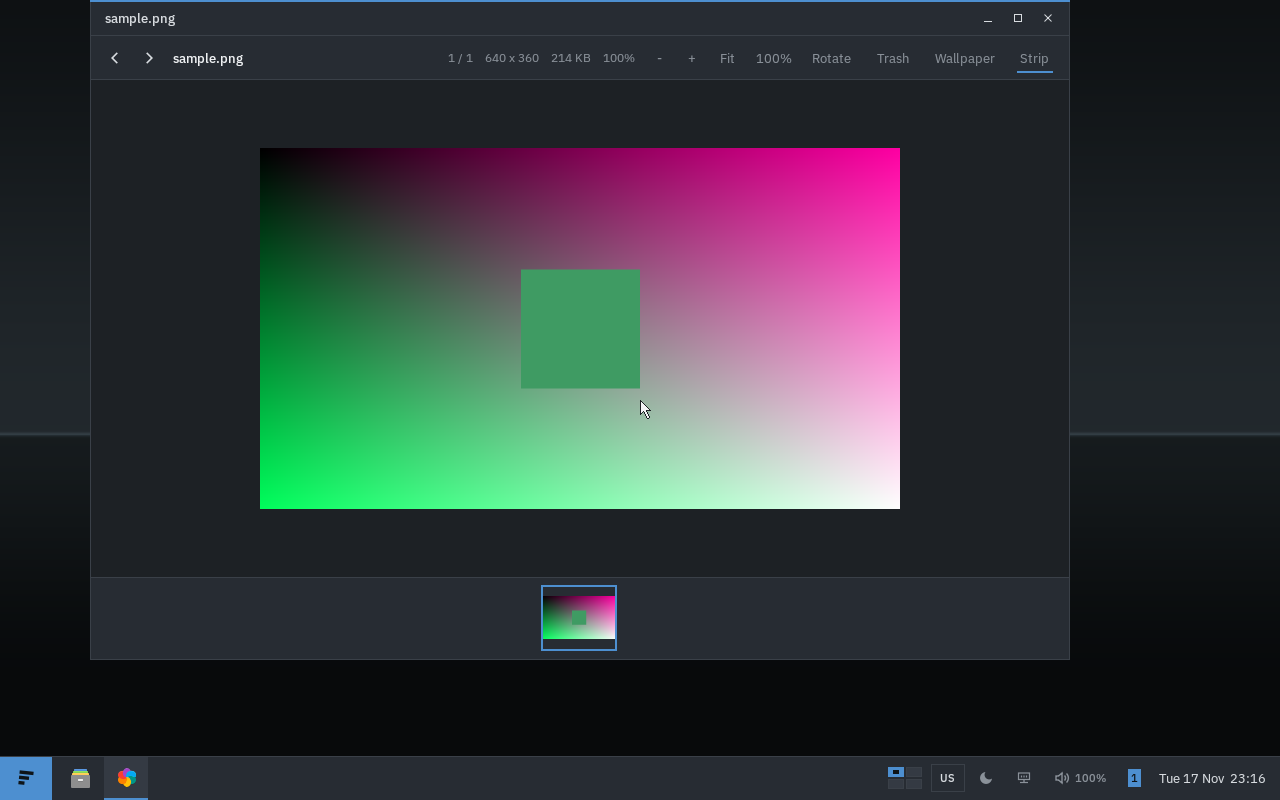 sample.png
sample.png 1 / 1 640 x 360 214 KB 100% - + Fit 100% Rotate Trash Wallpaper Strip
US 100% 1 Tue 17 Nov 23:16